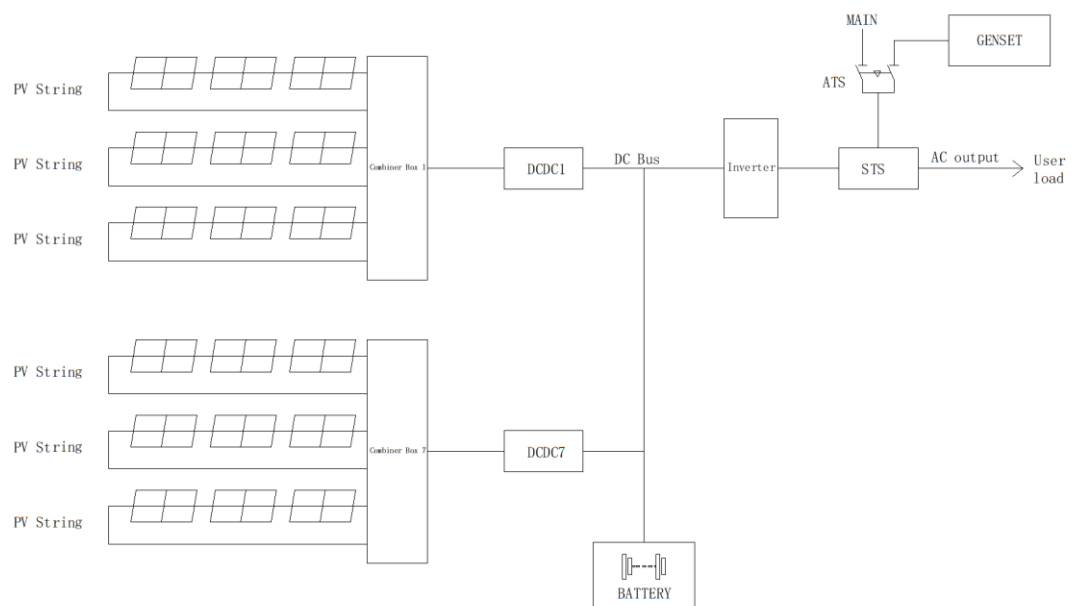 MAIN
GENSET
ATS
PV String
PV String
PV String
Combiner Box 1
DCDC1
DC Bus
Inverter
STS
AC output
User
load
PV String
PV String
PV String
Combiner Box 7
DCDC7
BATTERY